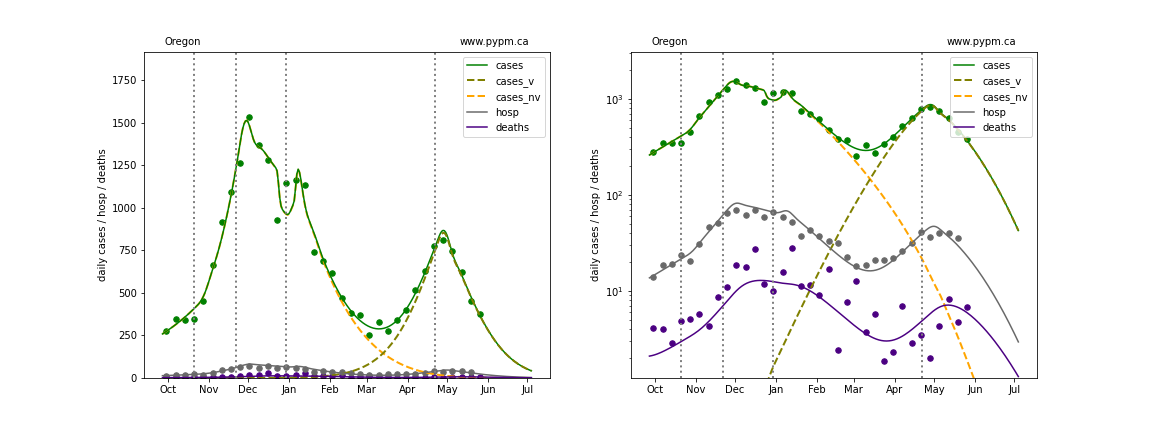 Oregon www.pypm.ca
cases
cases_v
cases_nv
hosp
deaths
daily cases / hosp / deaths
1750
1500
1250
1000
750
500
250
0
Oct Nov Dec Jan Feb Mar Apr May Jun Jul
Oregon www.pypm.ca
cases
cases_v
cases_nv
hosp
deaths
daily cases / hosp / deaths
10³
10²
10¹
Oct Nov Dec Jan Feb Mar Apr May Jun Jul